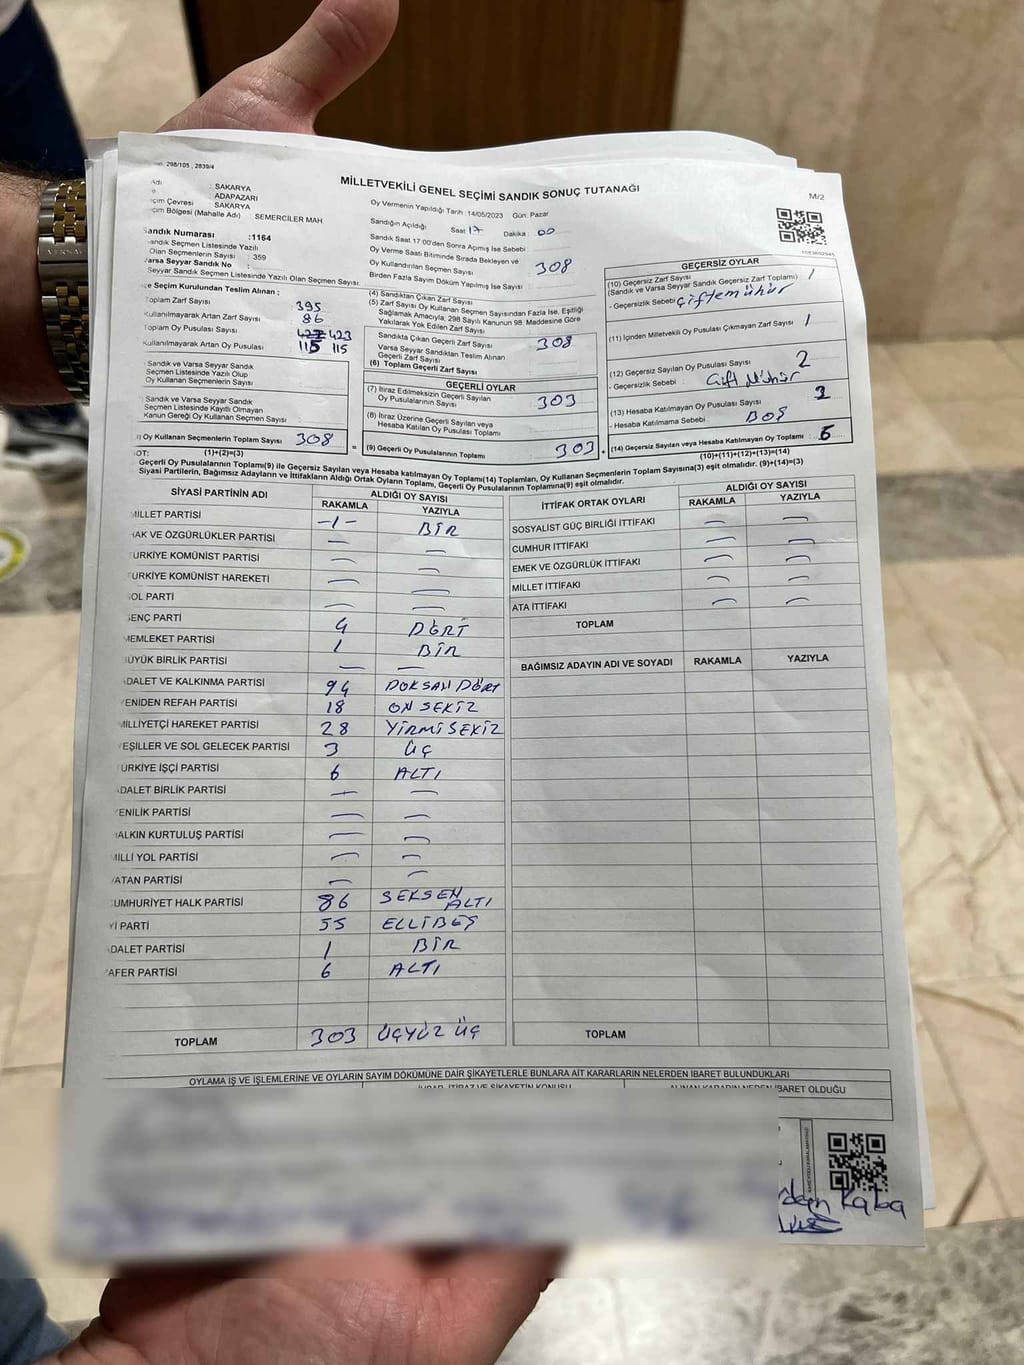 298/105 , 2839/4
MİLLETVEKİLİ GENEL SEÇİMİ SANDIK SONUÇ TUTANAĞI
M/2
: SAKARYA
: ADAPAZARI
Çevresi : SAKARYA
Bölgesi (Mahalle Adı) : SEMERCİLER MAH
Sandık Numarası :1164
Sandık Seçmen Listesinde Yazılı
Olan Seçmenlerin Sayısı : 359
Varsa Seyyar Sandık No :
Seyyar Sandık Seçmen Listesinde Yazılı Olan Seçmen Sayısı:
Seçim Kurulundan Teslim Alınan :
Toplam Zarf Sayısı 395
Kullanılmayarak Artan Zarf Sayısı 86
Toplam Oy Pusulası Sayısı 423
Kullanılmayarak Artan Oy Pusulası 115 115
Sandık ve Varsa Seyyar Sandık
Seçmen Listesinde Yazılı Olup
Oy Kullanan Seçmenlerin Sayısı
Sandık ve Varsa Seyyar Sandık
Seçmen Listesinde Kayıtlı Olmayan
Kanun Gereği Oy Kullanan Seçmen Sayısı
Oy Kullanan Seçmenlerin Toplam Sayısı 308
(1)+(2)=(3)
Oy Vermenin Yapıldığı Tarih : 14/05/2023 Gün: Pazar
Sandığın Açıldığı Saat 17 Dakika : 00
Sandık Saat 17:00'den Sonra Açılmış İse Sebebi :
Oy Verme Saati Bitiminde Sırada Bekleyen ve
Oy Kullandırılan Seçmen Sayısı 308
Birden Fazla Sayım Döküm Yapılmış İse Sayısı :
(4) Sandıktan Çıkan Zarf Sayısı
(5) Zarf Sayısı Oy Kullanan Seçmen Sayısından Fazla İse, Eşitliği
Sağlamak Amacıyla, 298 Sayılı Kanunun 98. Maddesine Göre
Yakılarak Yok Edilen Zarf Sayısı
Sandıkta Çıkan Geçerli Zarf Sayısı 308
Varsa Seyyar Sandıktan Teslim Alınan
Geçerli Zarf Sayısı
(6) Toplam Geçerli Zarf Sayısı
GEÇERLİ OYLAR
(7) İtiraz Edilmeksizin Geçerli Sayılan
Oy Pusulalarının Sayısı 303
(8) İtiraz Üzerine Geçerli Sayılan veya
Hesaba Katılan Oy Pusulası Toplamı
= (9) Geçerli Oy Pusulalarının Toplamı 303
GEÇERSİZ OYLAR
(10) Geçersiz Zarf Sayısı 1
(Sandık ve Varsa Seyyar Sandık Geçersiz Zarf Toplamı)
- Geçersizlik Sebebi : Çiftemühür
(11) İçinden Milletvekili Oy Pusulası Çıkmayan Zarf Sayısı 1
(12) Geçersiz Sayılan Oy Pusulası Sayısı 2
- Geçersizlik Sebebi : Çift Mühür
(13) Hesaba Katılmayan Oy Pusulası Sayısı
- Hesaba Katılmama Sebebi : BOŞ
+ (14) Geçersiz Sayılan veya Hesaba Katılmayan Oy Toplamı : 5
(10)+(11)+(12)+(13)=(14)
NOT: Geçerli Oy Pusulalarının Toplamı(9) ile Geçersiz Sayılan veya Hesaba katılmayan Oy Toplamı(14) Toplamları, Oy Kullanan Seçmenlerin Toplam Sayısına(3) eşit olmalıdır. (9)+(14)=(3)
Siyasi Partilerin, Bağımsız Adayların ve İttifakların Aldığı Ortak Oyların Toplamı, Geçerli Oy Pusulalarının Toplamına(9) eşit olmalıdır.
SİYASİ PARTİNİN ADI ALDIĞI OY SAYISI
RAKAMLA YAZIYLA
MİLLET PARTİSİ -1- BİR
HAK VE ÖZGÜRLÜKLER PARTİSİ — —
TÜRKİYE KOMÜNİST PARTİSİ — —
TÜRKİYE KOMÜNİST HAREKETİ — —
SOL PARTİ — —
GENÇ PARTİ 4 DÖRT
MEMLEKET PARTİSİ 1 BİR
BÜYÜK BİRLİK PARTİSİ — —
ADALET VE KALKINMA PARTİSİ 94 DOKSAN DÖRT
YENİDEN REFAH PARTİSİ 18 ON SEKİZ
MİLLİYETÇİ HAREKET PARTİSİ 28 YİRMİ SEKİZ
YEŞİLLER VE SOL GELECEK PARTİSİ 3 ÜÇ
TÜRKİYE İŞÇİ PARTİSİ 6 ALTI
ADALET BİRLİK PARTİSİ — —
YENİLİK PARTİSİ — —
HALKIN KURTULUŞ PARTİSİ — —
MİLLİ YOL PARTİSİ — —
VATAN PARTİSİ — —
CUMHURİYET HALK PARTİSİ 86 SEKSEN ALTI
İYİ PARTİ 55 ELLİBEŞ
ADALET PARTİSİ 1 BİR
ZAFER PARTİSİ 6 ALTI
TOPLAM 303 ÜÇYÜZ ÜÇ
İTTİFAK ORTAK OYLARI ALDIĞI OY SAYISI
RAKAMLA YAZIYLA
SOSYALİST GÜÇ BİRLİĞİ İTTİFAKI — —
CUMHUR İTTİFAKI — —
EMEK VE ÖZGÜRLÜK İTTİFAKI — —
MİLLET İTTİFAKI — —
ATA İTTİFAKI — —
TOPLAM
BAĞIMSIZ ADAYIN ADI VE SOYADI RAKAMLA YAZIYLA
TOPLAM
OYLAMA İŞ VE İŞLEMLERİNE VE OYLARIN SAYIM DÖKÜMÜNE DAİR ŞİKAYETLERLE BUNLARA AİT KARARLARIN NELERDEN İBARET BULUNDUKLARI
İHBAR, İTİRAZ VE ŞİKAYETİN KONUSU ALINAN KARARIN NEDEN İBARET OLDUĞU
Kaba